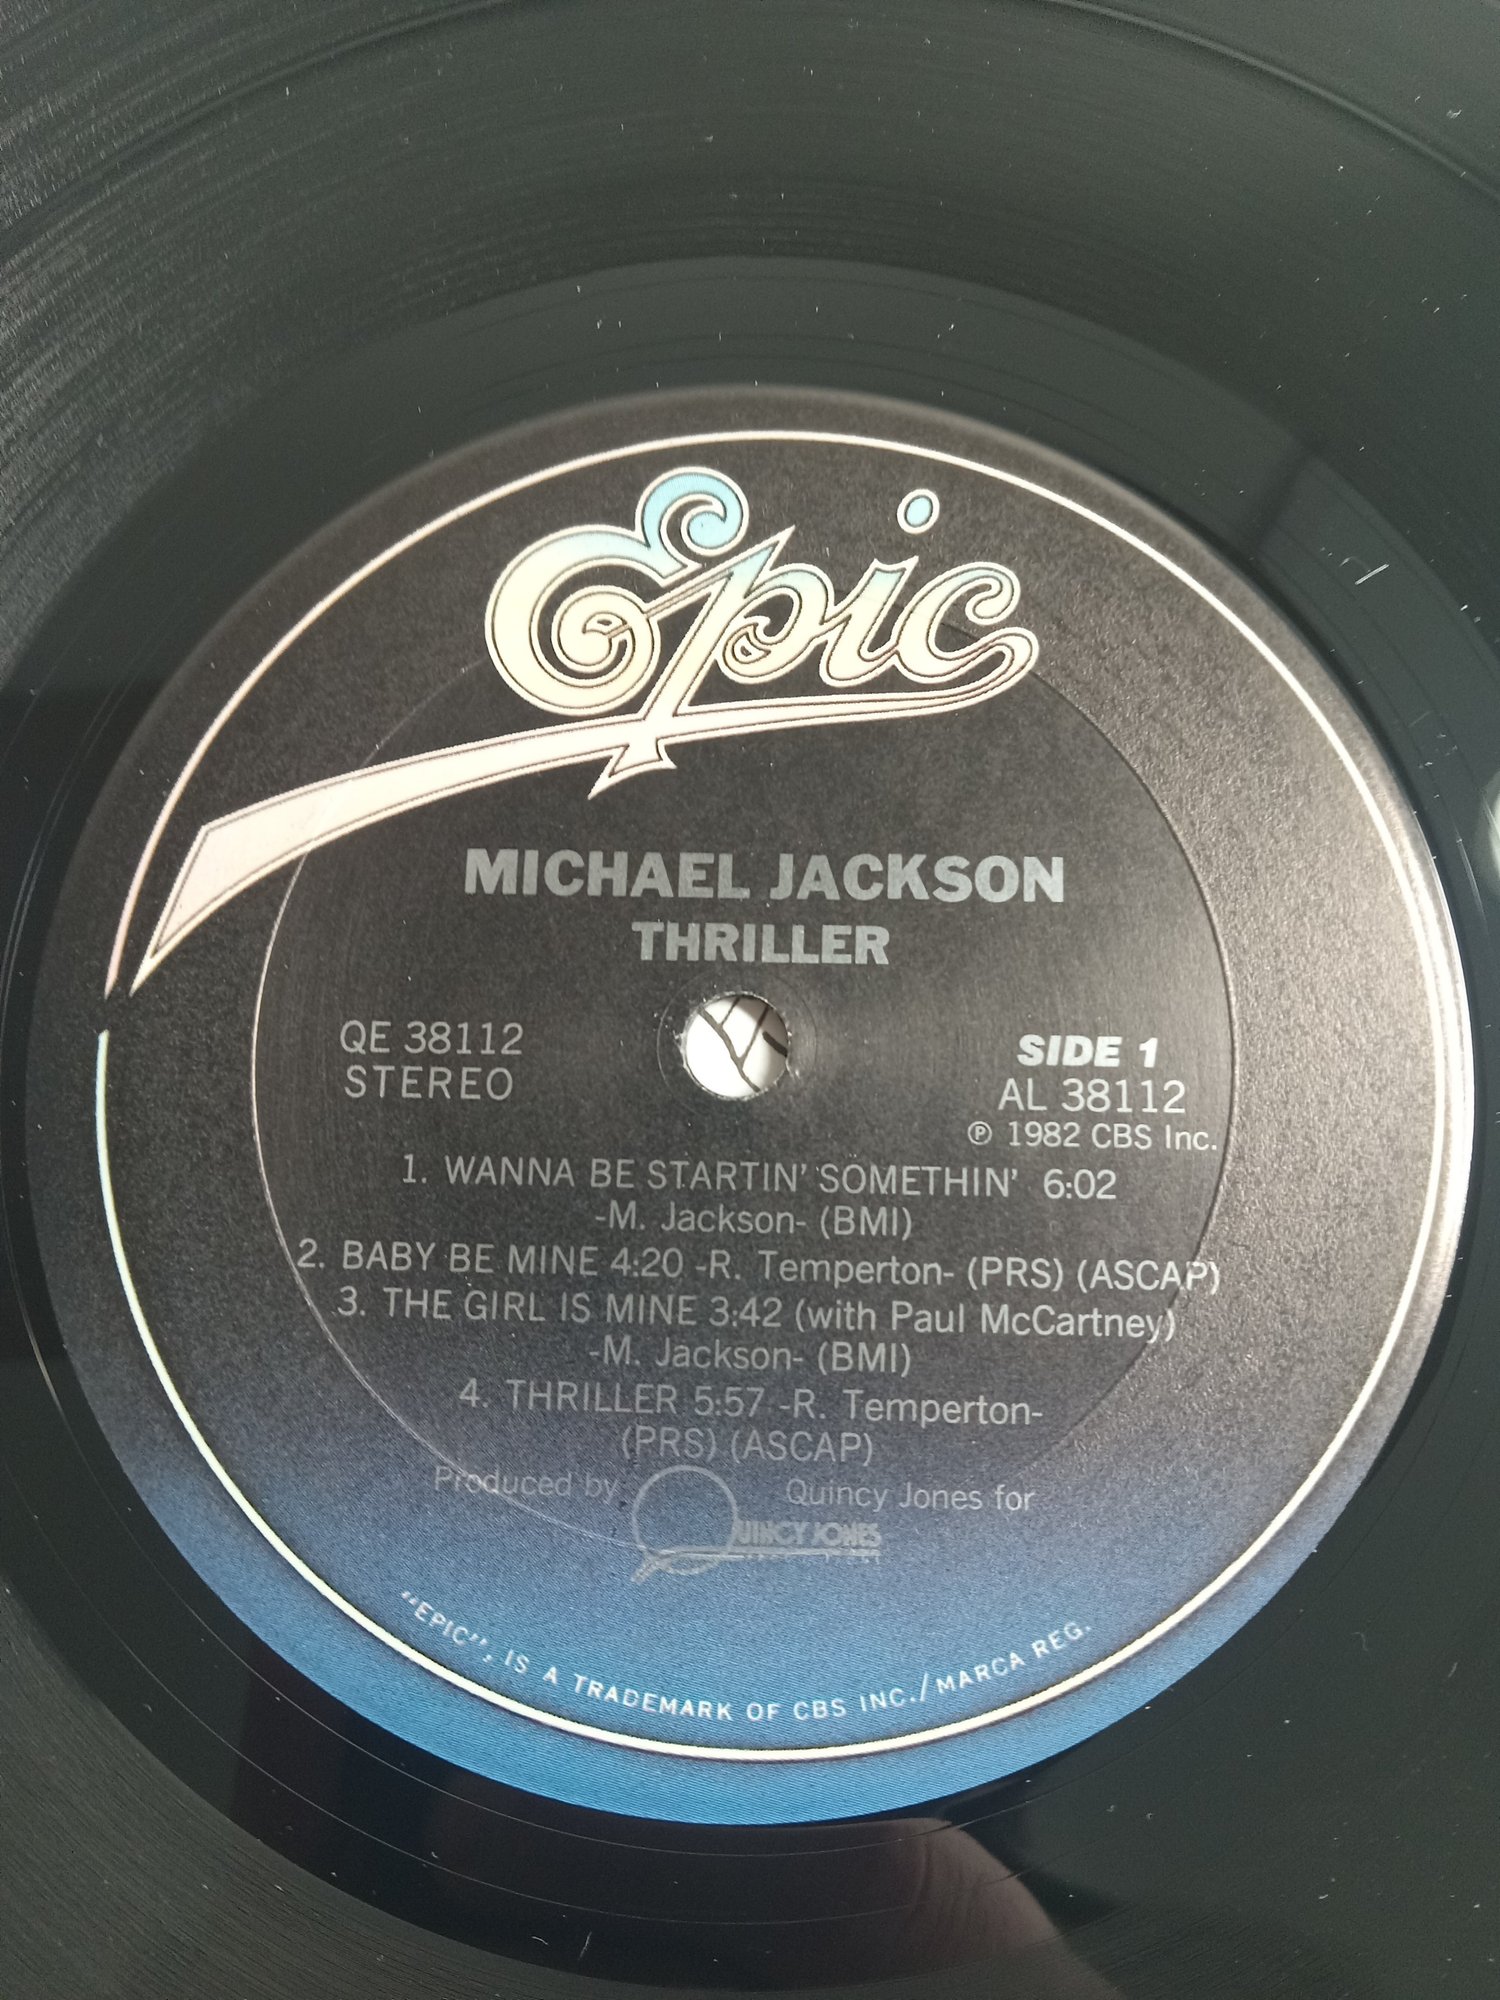 Epic
MICHAEL JACKSON
THRILLER
QE 38112
STEREO
SIDE 1
AL 38112
℗ 1982 CBS Inc.
1. WANNA BE STARTIN' SOMETHIN' 6:02
-M. Jackson- (BMI)
2. BABY BE MINE 4:20 -R. Temperton- (PRS) (ASCAP)
3. THE GIRL IS MINE 3:42 (with Paul McCartney)
-M. Jackson- (BMI)
4. THRILLER 5:57 -R. Temperton-
(PRS) (ASCAP)
Produced by Quincy Jones for
QUINCY JONES
"EPIC", IS A TRADEMARK OF CBS INC./MARCA REG.